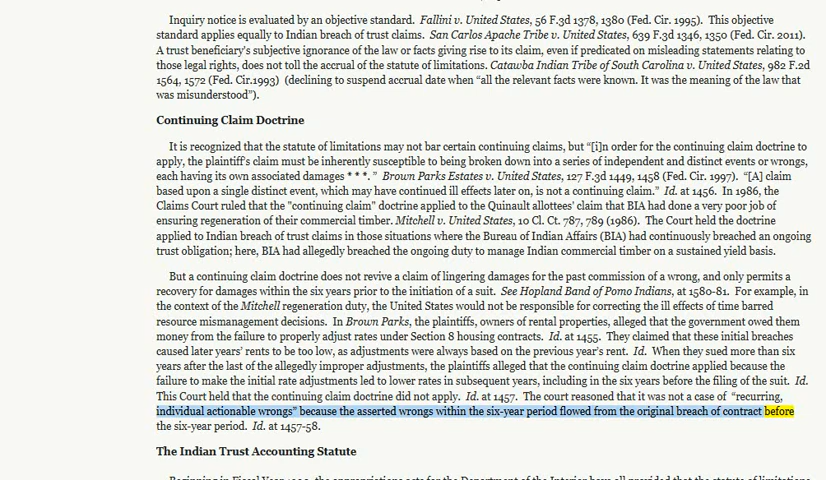 Inquiry notice is evaluated by an objective standard. Fallini v. United States, 56 F.3d 1378, 1380 (Fed. Cir. 1995). This objective
standard applies equally to Indian breach of trust claims. San Carlos Apache Tribe v. United States, 639 F.3d 1346, 1350 (Fed. Cir. 2011).
A trust beneficiary's subjective ignorance of the law or facts giving rise to its claim, even if predicated on misleading statements relating to
those legal rights, does not toll the accrual of the statute of limitations. Catawba Indian Tribe of South Carolina v. United States, 982 F.2d
1564, 1572 (Fed. Cir.1993) (declining to suspend accrual date when “all the relevant facts were known. It was the meaning of the law that
was misunderstood”).
Continuing Claim Doctrine
It is recognized that the statute of limitations may not bar certain continuing claims, but “[i]n order for the continuing claim doctrine to
apply, the plaintiff’s claim must be inherently susceptible to being broken down into a series of independent and distinct events or wrongs,
each having its own associated damages * * *. ” Brown Parks Estates v. United States, 127 F.3d 1449, 1458 (Fed. Cir. 1997). “[A] claim
based upon a single distinct event, which may have continued ill effects later on, is not a continuing claim.” Id. at 1456. In 1986, the
Claims Court ruled that the "continuing claim" doctrine applied to the Quinault allottees' claim that BIA had done a very poor job of
ensuring regeneration of their commercial timber. Mitchell v. United States, 10 Cl. Ct. 787, 789 (1986). The Court held the doctrine
applied to Indian breach of trust claims in those situations where the Bureau of Indian Affairs (BIA) had continuously breached an ongoing
trust obligation; here, BIA had allegedly breached the ongoing duty to manage Indian commercial timber on a sustained yield basis.
But a continuing claim doctrine does not revive a claim of lingering damages for the past commission of a wrong, and only permits a
recovery for damages within the six years prior to the initiation of a suit. See Hopland Band of Pomo Indians, at 1580-81. For example, in
the context of the Mitchell regeneration duty, the United States would not be responsible for correcting the ill effects of time barred
resource mismanagement decisions. In Brown Parks, the plaintiffs, owners of rental properties, alleged that the government owed them
money from the failure to properly adjust rates under Section 8 housing contracts. Id. at 1455. They claimed that these initial breaches
caused later years’ rents to be too low, as adjustments were always based on the previous year’s rent. Id. When they sued more than six
years after the last of the allegedly improper adjustments, the plaintiffs alleged that the continuing claim doctrine applied because the
failure to make the initial rate adjustments led to lower rates in subsequent years, including in the six years before the filing of the suit. Id.
This Court held that the continuing claim doctrine did not apply. Id. at 1457. The court reasoned that it was not a case of “recurring,
individual actionable wrongs” because the asserted wrongs within the six-year period flowed from the original breach of contract before
the six-year period. Id. at 1457-58.
The Indian Trust Accounting Statute